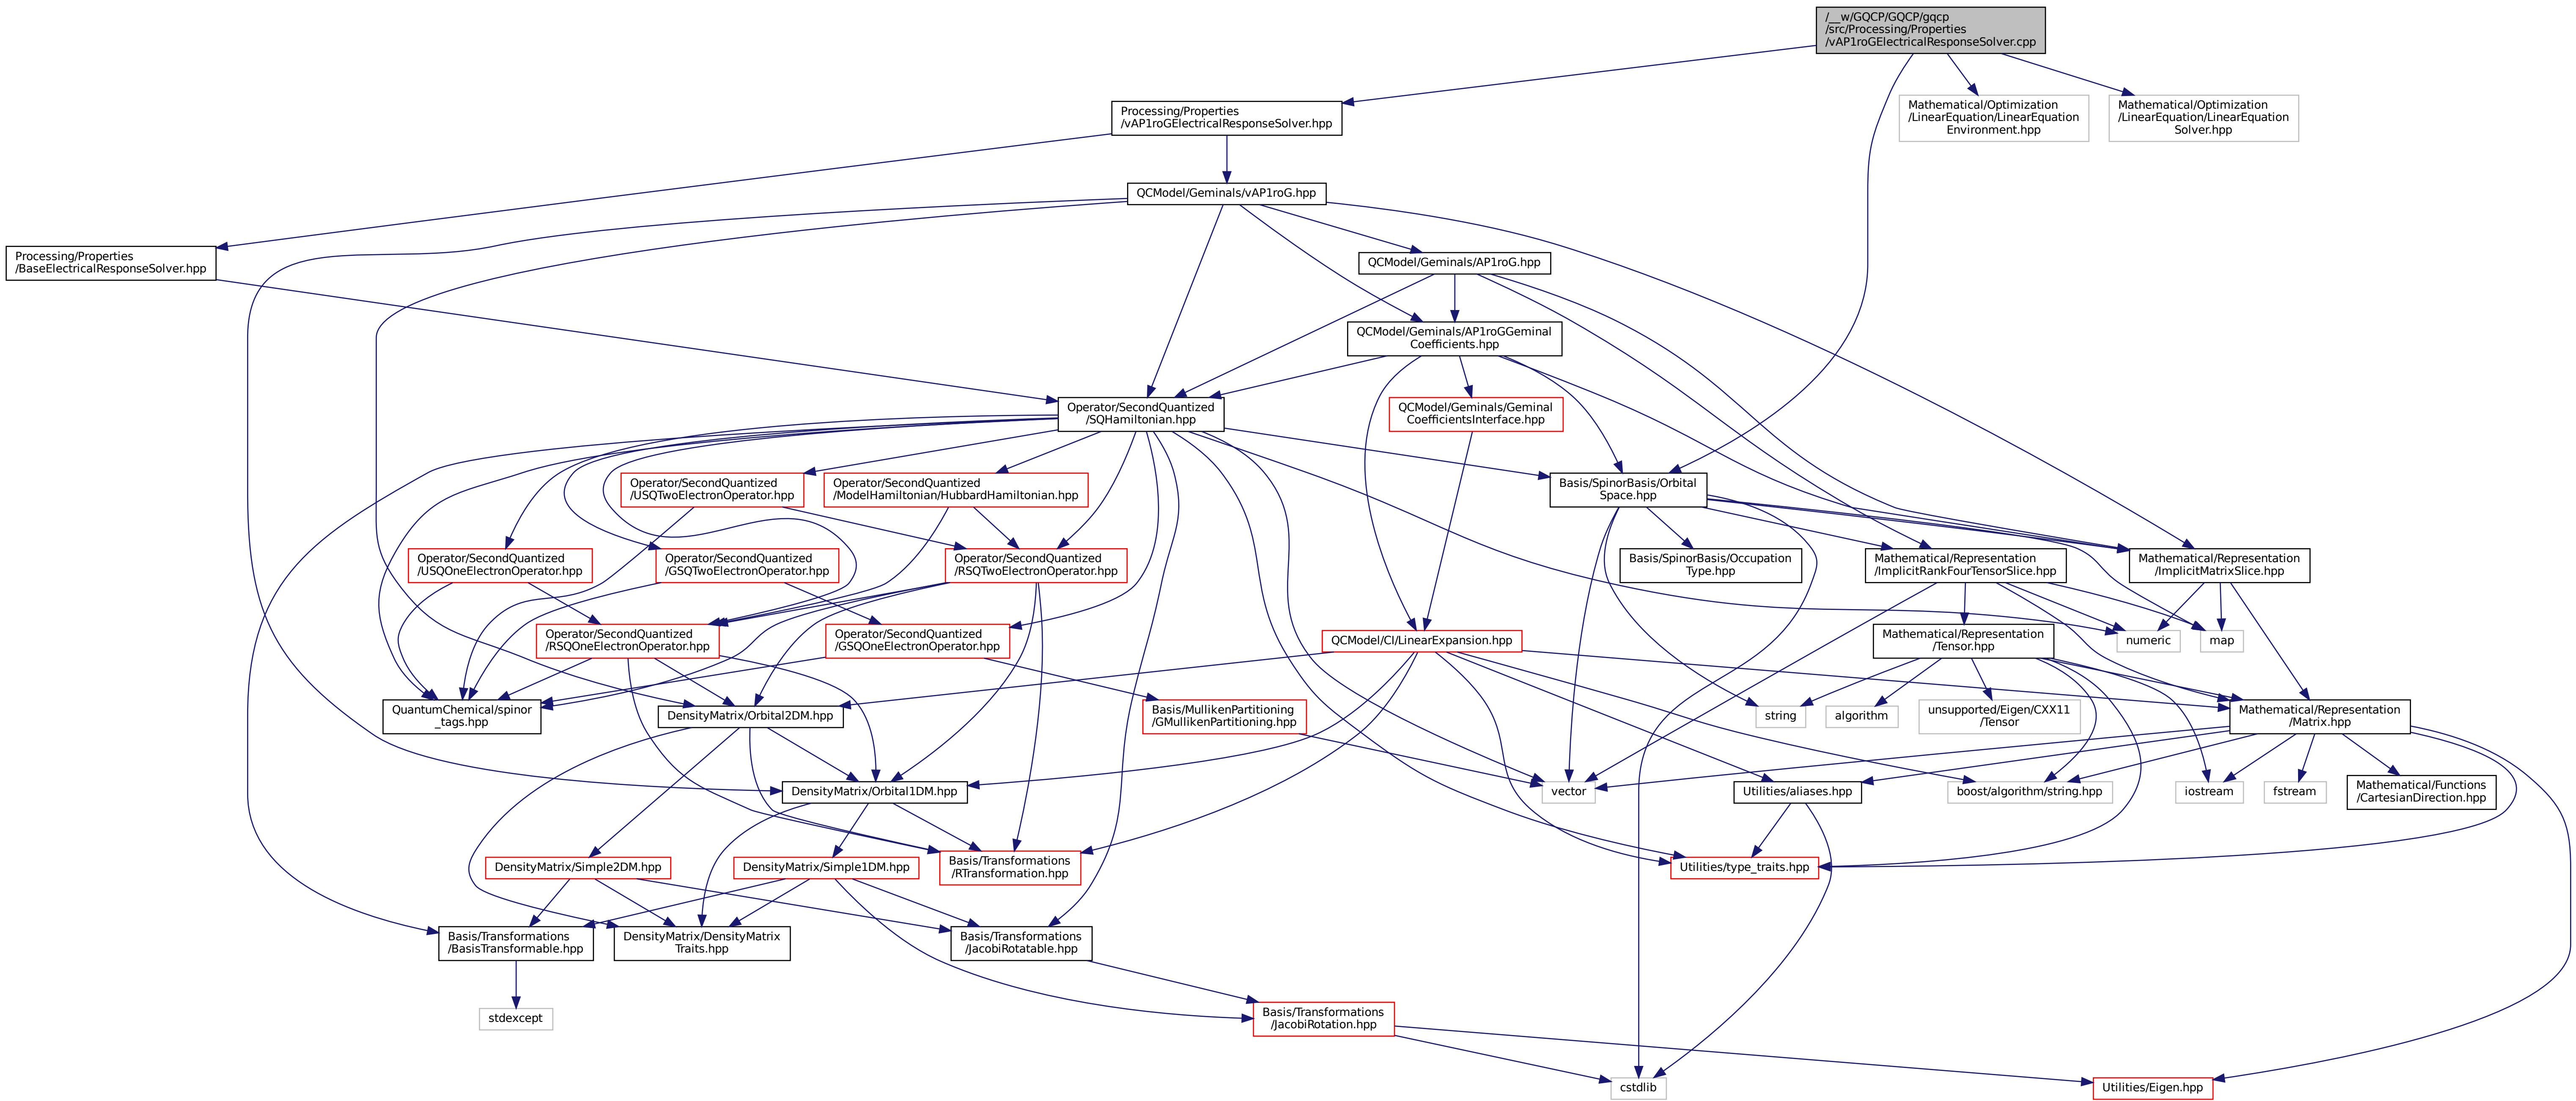 /__w/GQCP/GQCP/gqcp
/src/Processing/Properties
/vAP1roGElectricalResponseSolver.cpp
Processing/Properties
/vAP1roGElectricalResponseSolver.hpp
Mathematical/Optimization
/LinearEquation/LinearEquation
Environment.hpp
Mathematical/Optimization
/LinearEquation/LinearEquation
Solver.hpp
QCModel/Geminals/vAP1roG.hpp
Processing/Properties
/BaseElectricalResponseSolver.hpp
QCModel/Geminals/AP1roG.hpp
QCModel/Geminals/AP1roGGeminal
Coefficients.hpp
Operator/SecondQuantized
/SQHamiltonian.hpp
QCModel/Geminals/Geminal
CoefficientsInterface.hpp
Operator/SecondQuantized
/USQTwoElectronOperator.hpp
Operator/SecondQuantized
/ModelHamiltonian/HubbardHamiltonian.hpp
Basis/SpinorBasis/Orbital
Space.hpp
Operator/SecondQuantized
/USQOneElectronOperator.hpp
Operator/SecondQuantized
/GSQTwoElectronOperator.hpp
Operator/SecondQuantized
/RSQTwoElectronOperator.hpp
Basis/SpinorBasis/Occupation
Type.hpp
Mathematical/Representation
/ImplicitRankFourTensorSlice.hpp
Mathematical/Representation
/ImplicitMatrixSlice.hpp
Operator/SecondQuantized
/RSQOneElectronOperator.hpp
Operator/SecondQuantized
/GSQOneElectronOperator.hpp
QCModel/CI/LinearExpansion.hpp
Mathematical/Representation
/Tensor.hpp
numeric
map
QuantumChemical/spinor
_tags.hpp
DensityMatrix/Orbital2DM.hpp
Basis/MullikenPartitioning
/GMullikenPartitioning.hpp
string
algorithm
unsupported/Eigen/CXX11
/Tensor
Mathematical/Representation
/Matrix.hpp
DensityMatrix/Orbital1DM.hpp
vector
Utilities/aliases.hpp
boost/algorithm/string.hpp
iostream
fstream
Mathematical/Functions
/CartesianDirection.hpp
DensityMatrix/Simple2DM.hpp
DensityMatrix/Simple1DM.hpp
Basis/Transformations
/RTransformation.hpp
Utilities/type_traits.hpp
Basis/Transformations
/BasisTransformable.hpp
DensityMatrix/DensityMatrix
Traits.hpp
Basis/Transformations
/JacobiRotatable.hpp
stdexcept
Basis/Transformations
/JacobiRotation.hpp
cstdlib
Utilities/Eigen.hpp